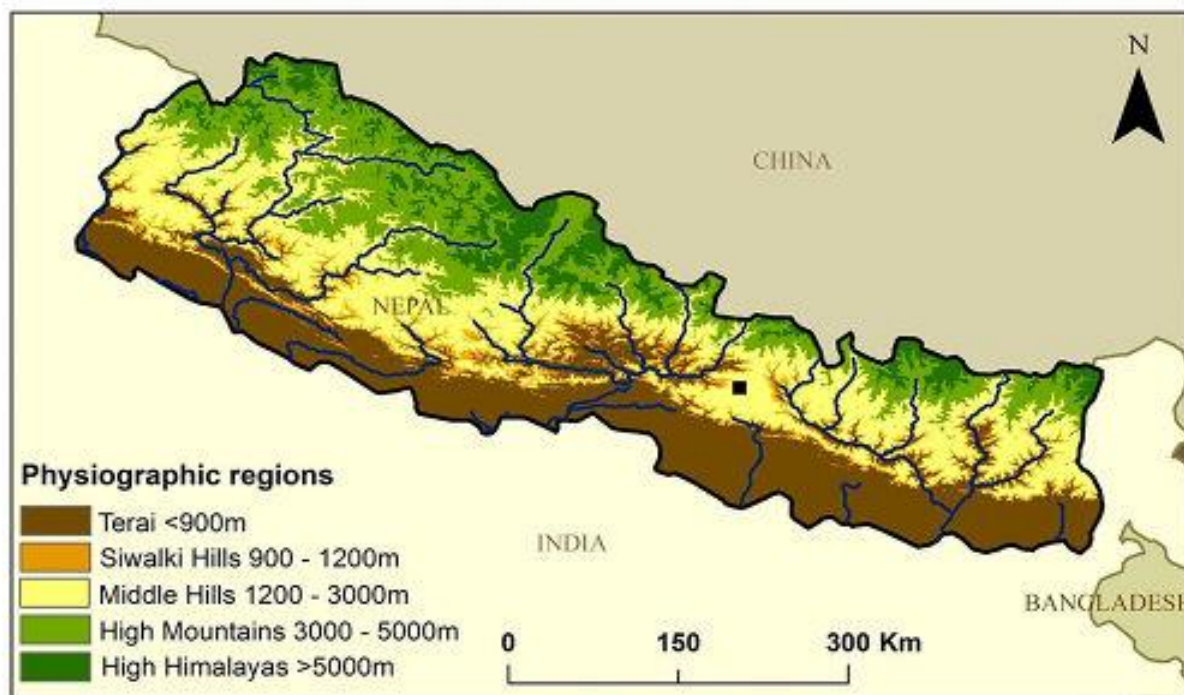 N
CHINA
NEPAL
INDIA
BANGLADESH
Physiographic regions
Terai <900m
Siwalki Hills 900 - 1200m
Middle Hills 1200 - 3000m
High Mountains 3000 - 5000m
High Himalayas >5000m
0 150 300 Km